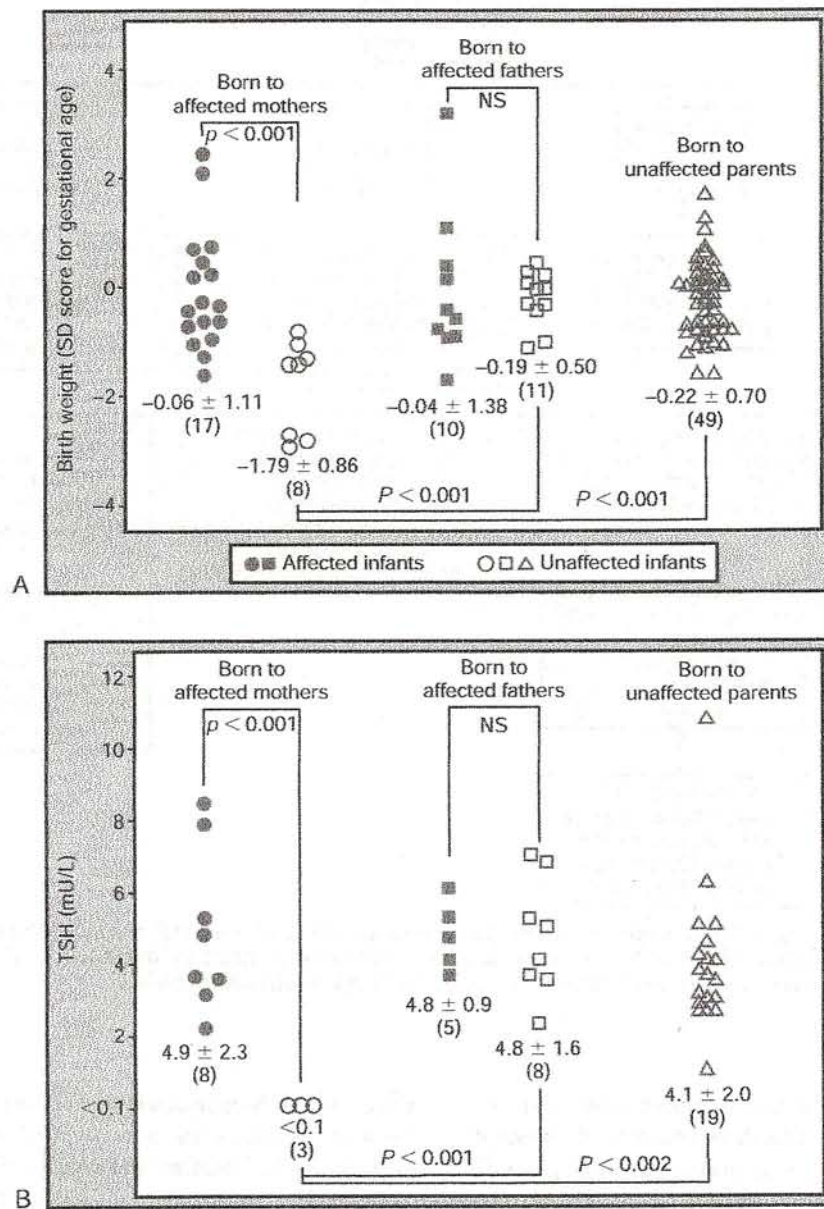 Born to
affected mothers
p < 0.001
Born to
affected fathers
NS
Born to
unaffected parents
Birth weight (SD score for gestational age)
4
2
0
−2
−4
−0.06 ± 1.11
(17)
−1.79 ± 0.86
(8)
−0.04 ± 1.38
(10)
−0.19 ± 0.50
(11)
−0.22 ± 0.70
(49)
P < 0.001
P < 0.001
Affected infants
Unaffected infants
A
Born to
affected mothers
p < 0.001
Born to
affected fathers
NS
Born to
unaffected parents
TSH (mU/L)
12
10
8
6
4
2
<0.1
4.9 ± 2.3
(8)
<0.1
(3)
4.8 ± 0.9
(5)
4.8 ± 1.6
(8)
4.1 ± 2.0
(19)
P < 0.001
P < 0.002
B